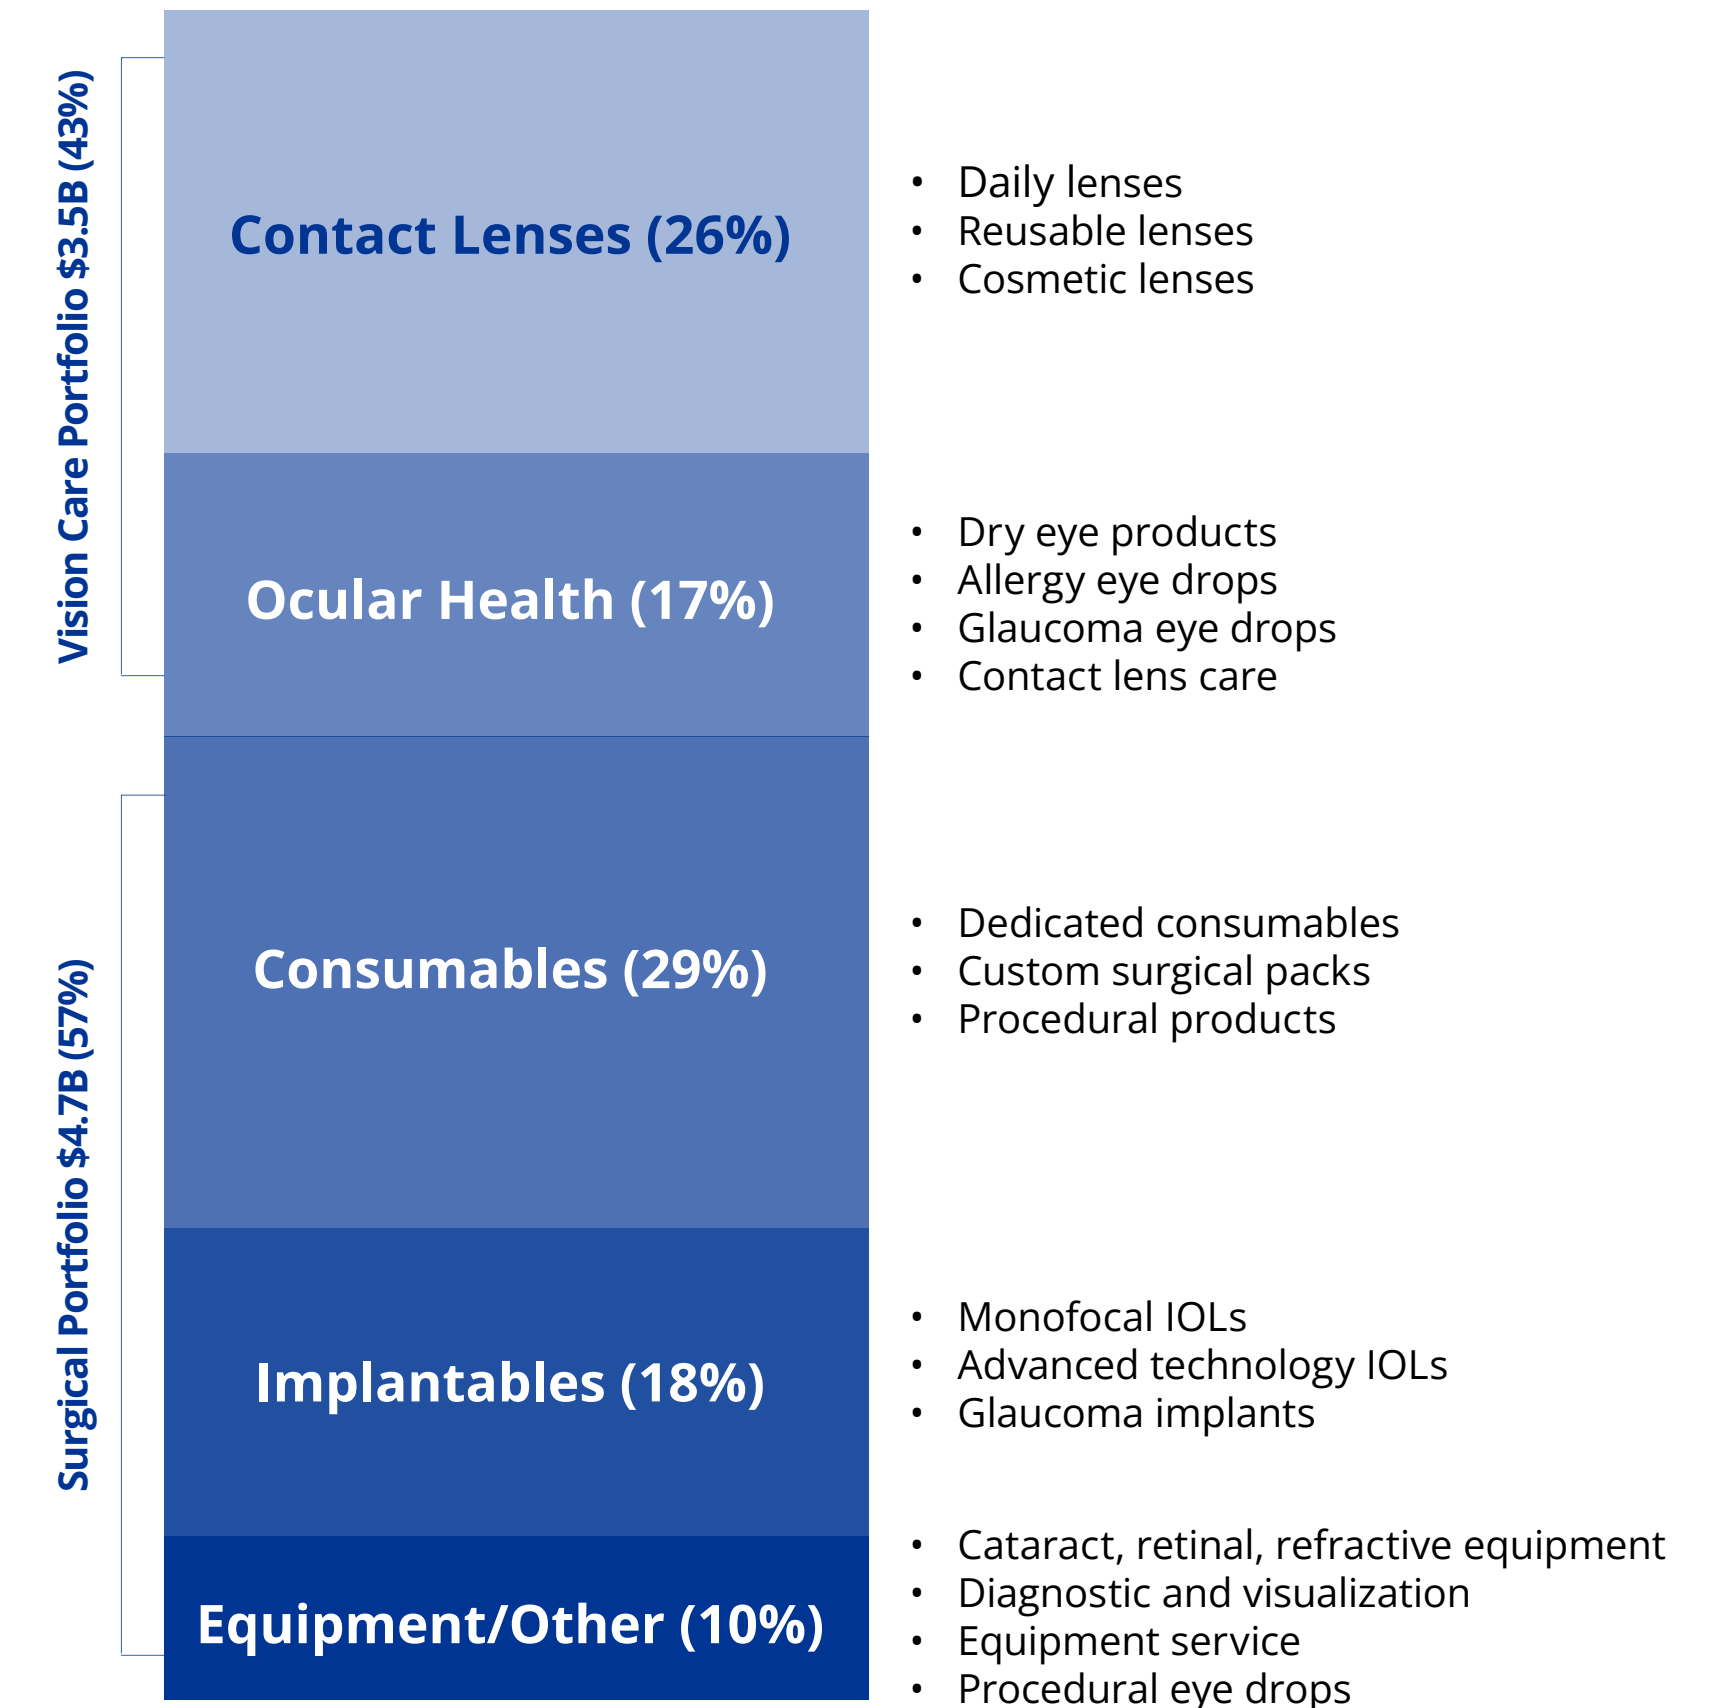 Vision Care Portfolio $3.5B (43%)
Contact Lenses (26%)
• Daily lenses
• Reusable lenses
• Cosmetic lenses
Ocular Health (17%)
• Dry eye products
• Allergy eye drops
• Glaucoma eye drops
• Contact lens care
Surgical Portfolio $4.7B (57%)
Consumables (29%)
• Dedicated consumables
• Custom surgical packs
• Procedural products
Implantables (18%)
• Monofocal IOLs
• Advanced technology IOLs
• Glaucoma implants
Equipment/Other (10%)
• Cataract, retinal, refractive equipment
• Diagnostic and visualization
• Equipment service
• Procedural eye drops